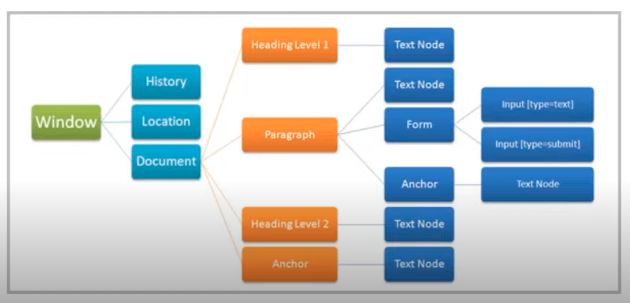 Window
History
Location
Document
Heading Level 1
Paragraph
Heading Level 2
Anchor
Text Node
Text Node
Form
Anchor
Text Node
Text Node
Input [type=text]
Input [type=submit]
Text Node